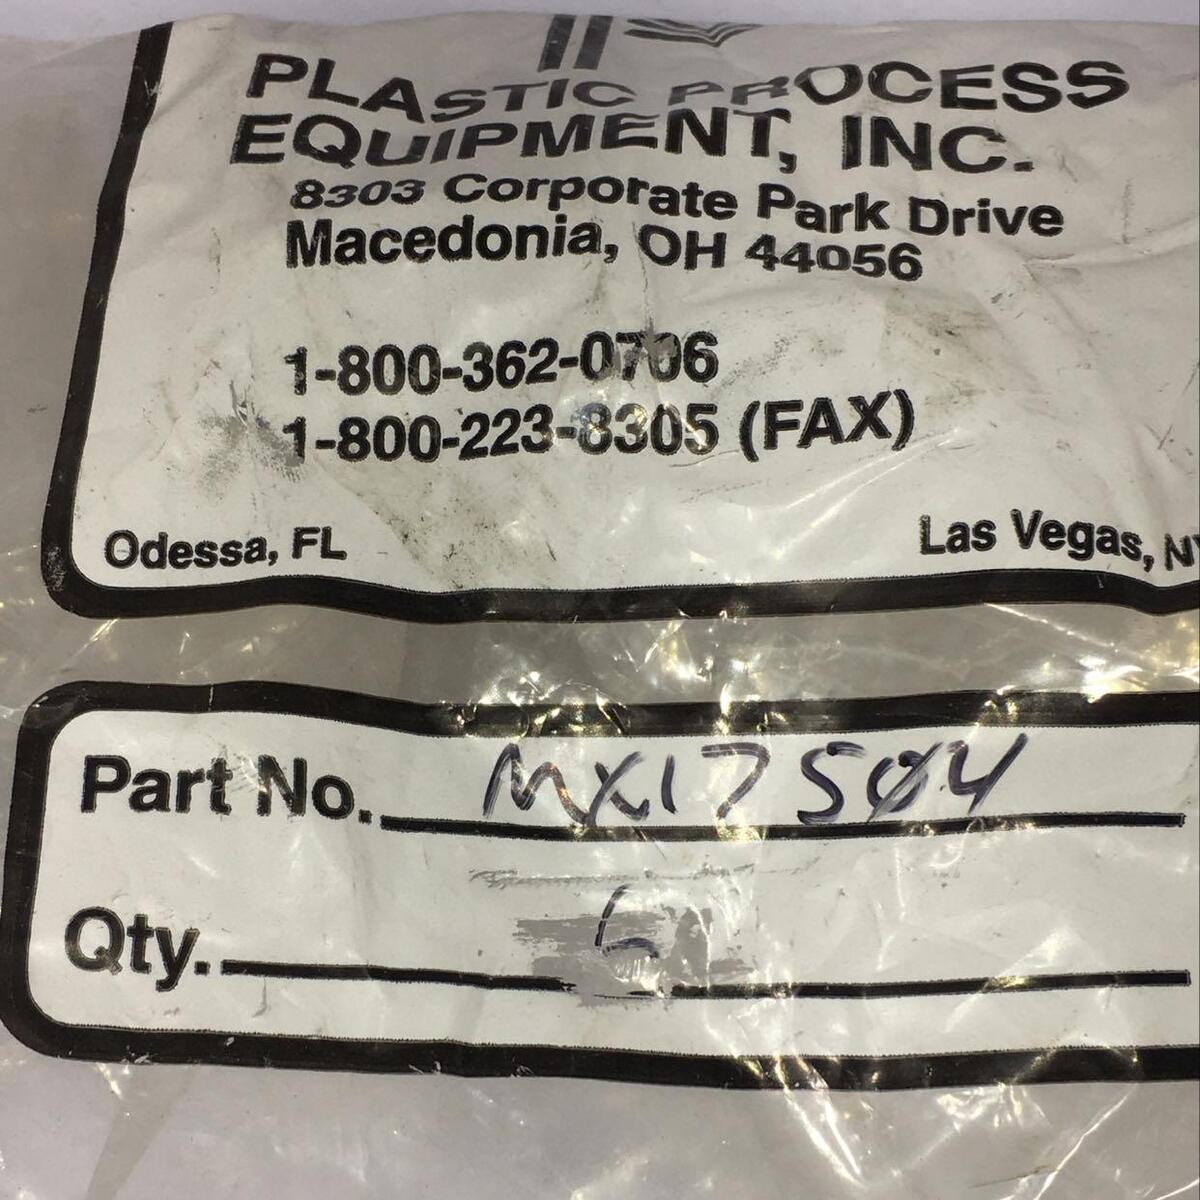 PLASTIC PROCESS
EQUIPMENT, INC.
8303 Corporate Park Drive
Macedonia, OH 44056
1-800-362-0706
1-800-223-8305 (FAX)
Odessa, FL
Las Vegas, NV
Part No. MX17504
Qty.